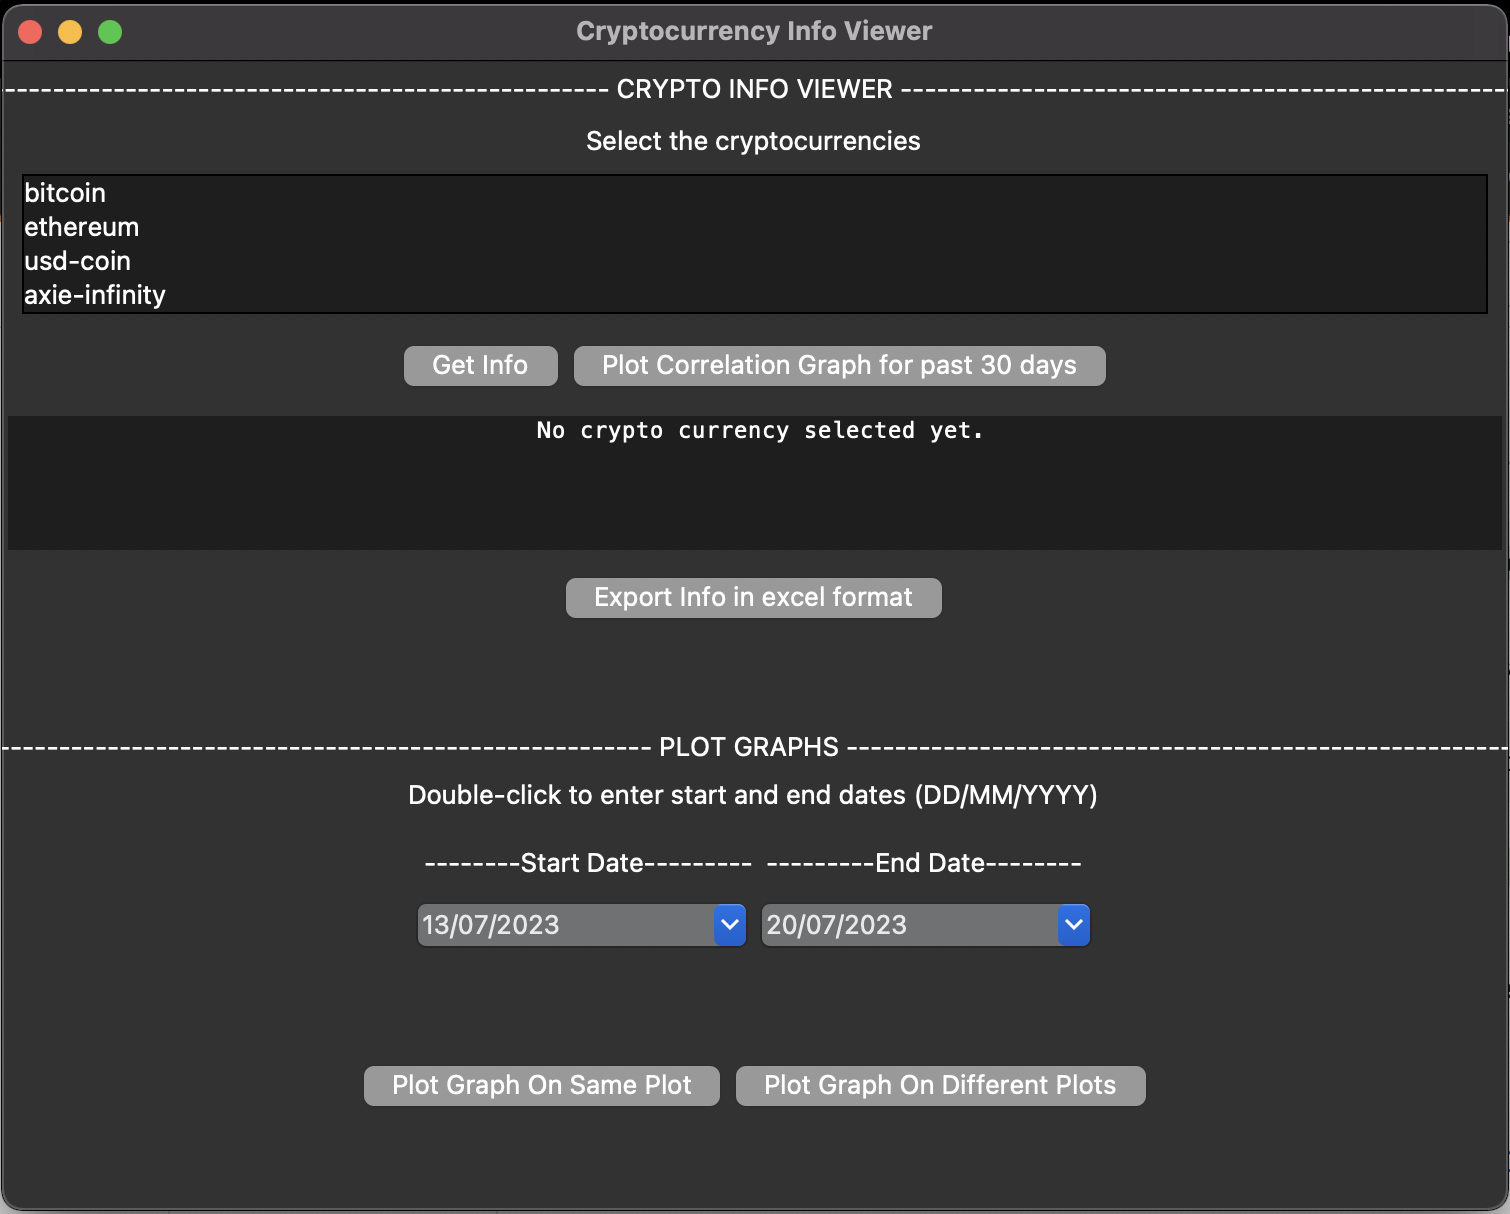 Cryptocurrency Info Viewer
-------------------------------------------------- CRYPTO INFO VIEWER --------------------------------------------------
Select the cryptocurrencies
bitcoin
ethereum
usd-coin
axie-infinity
Get Info Plot Correlation Graph for past 30 days
No crypto currency selected yet.
Export Info in excel format
------------------------------------------------------ PLOT GRAPHS ------------------------------------------------------
Double-click to enter start and end dates (DD/MM/YYYY)
--------Start Date--------- ---------End Date--------
13/07/2023 20/07/2023
Plot Graph On Same Plot Plot Graph On Different Plots